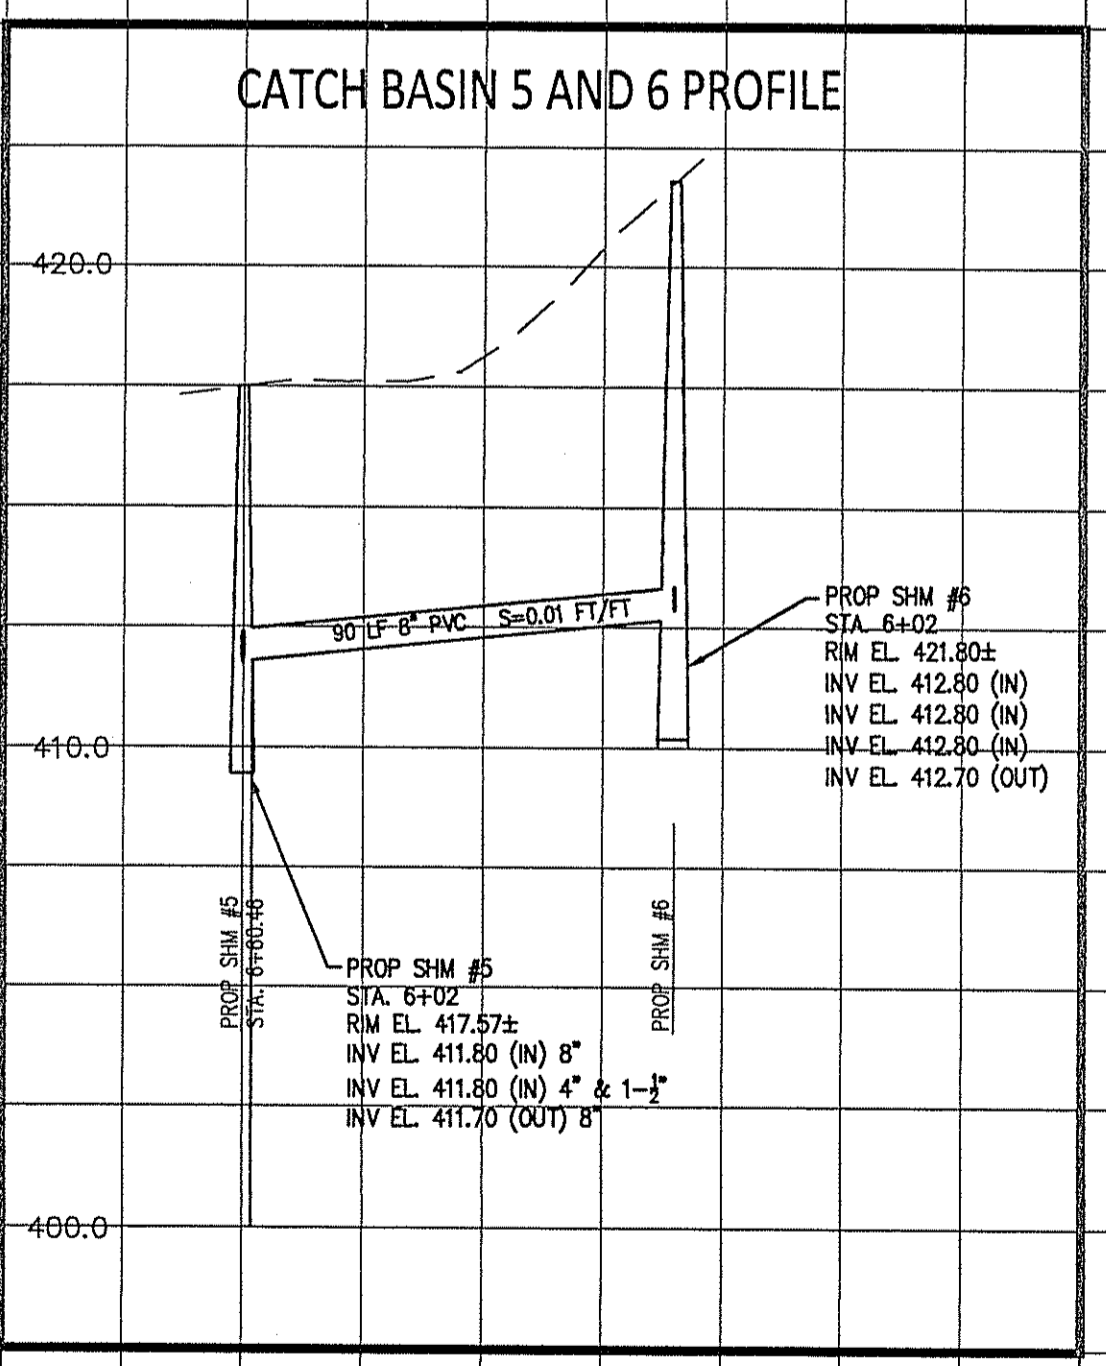 CATCH BASIN 5 AND 6 PROFILE
420.0
90 LF 8" PVC S=0.01 FT/FT
PROP SHM #6
STA. 6+02
RIM EL. 421.80±
INV EL. 412.80 (IN)
INV EL. 412.80 (IN)
INV EL. 412.80 (IN)
INV EL. 412.70 (OUT)
410.0
PROP SHM #5
STA. 6+60.46
PROP SHM #6
PROP SHM #5
STA. 6+02
RIM EL. 417.57±
INV EL. 411.80 (IN) 8"
INV EL. 411.80 (IN) 4" & 1-½"
INV EL. 411.70 (OUT) 8"
400.0